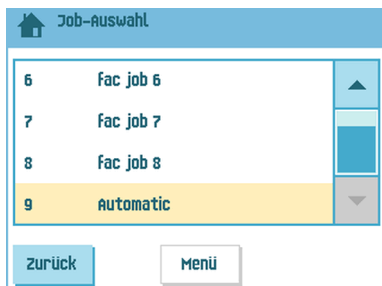 Job-Auswahl
6 fac job 6
7 fac job 7
8 fac job 8
9 Automatic
Zurück Menü